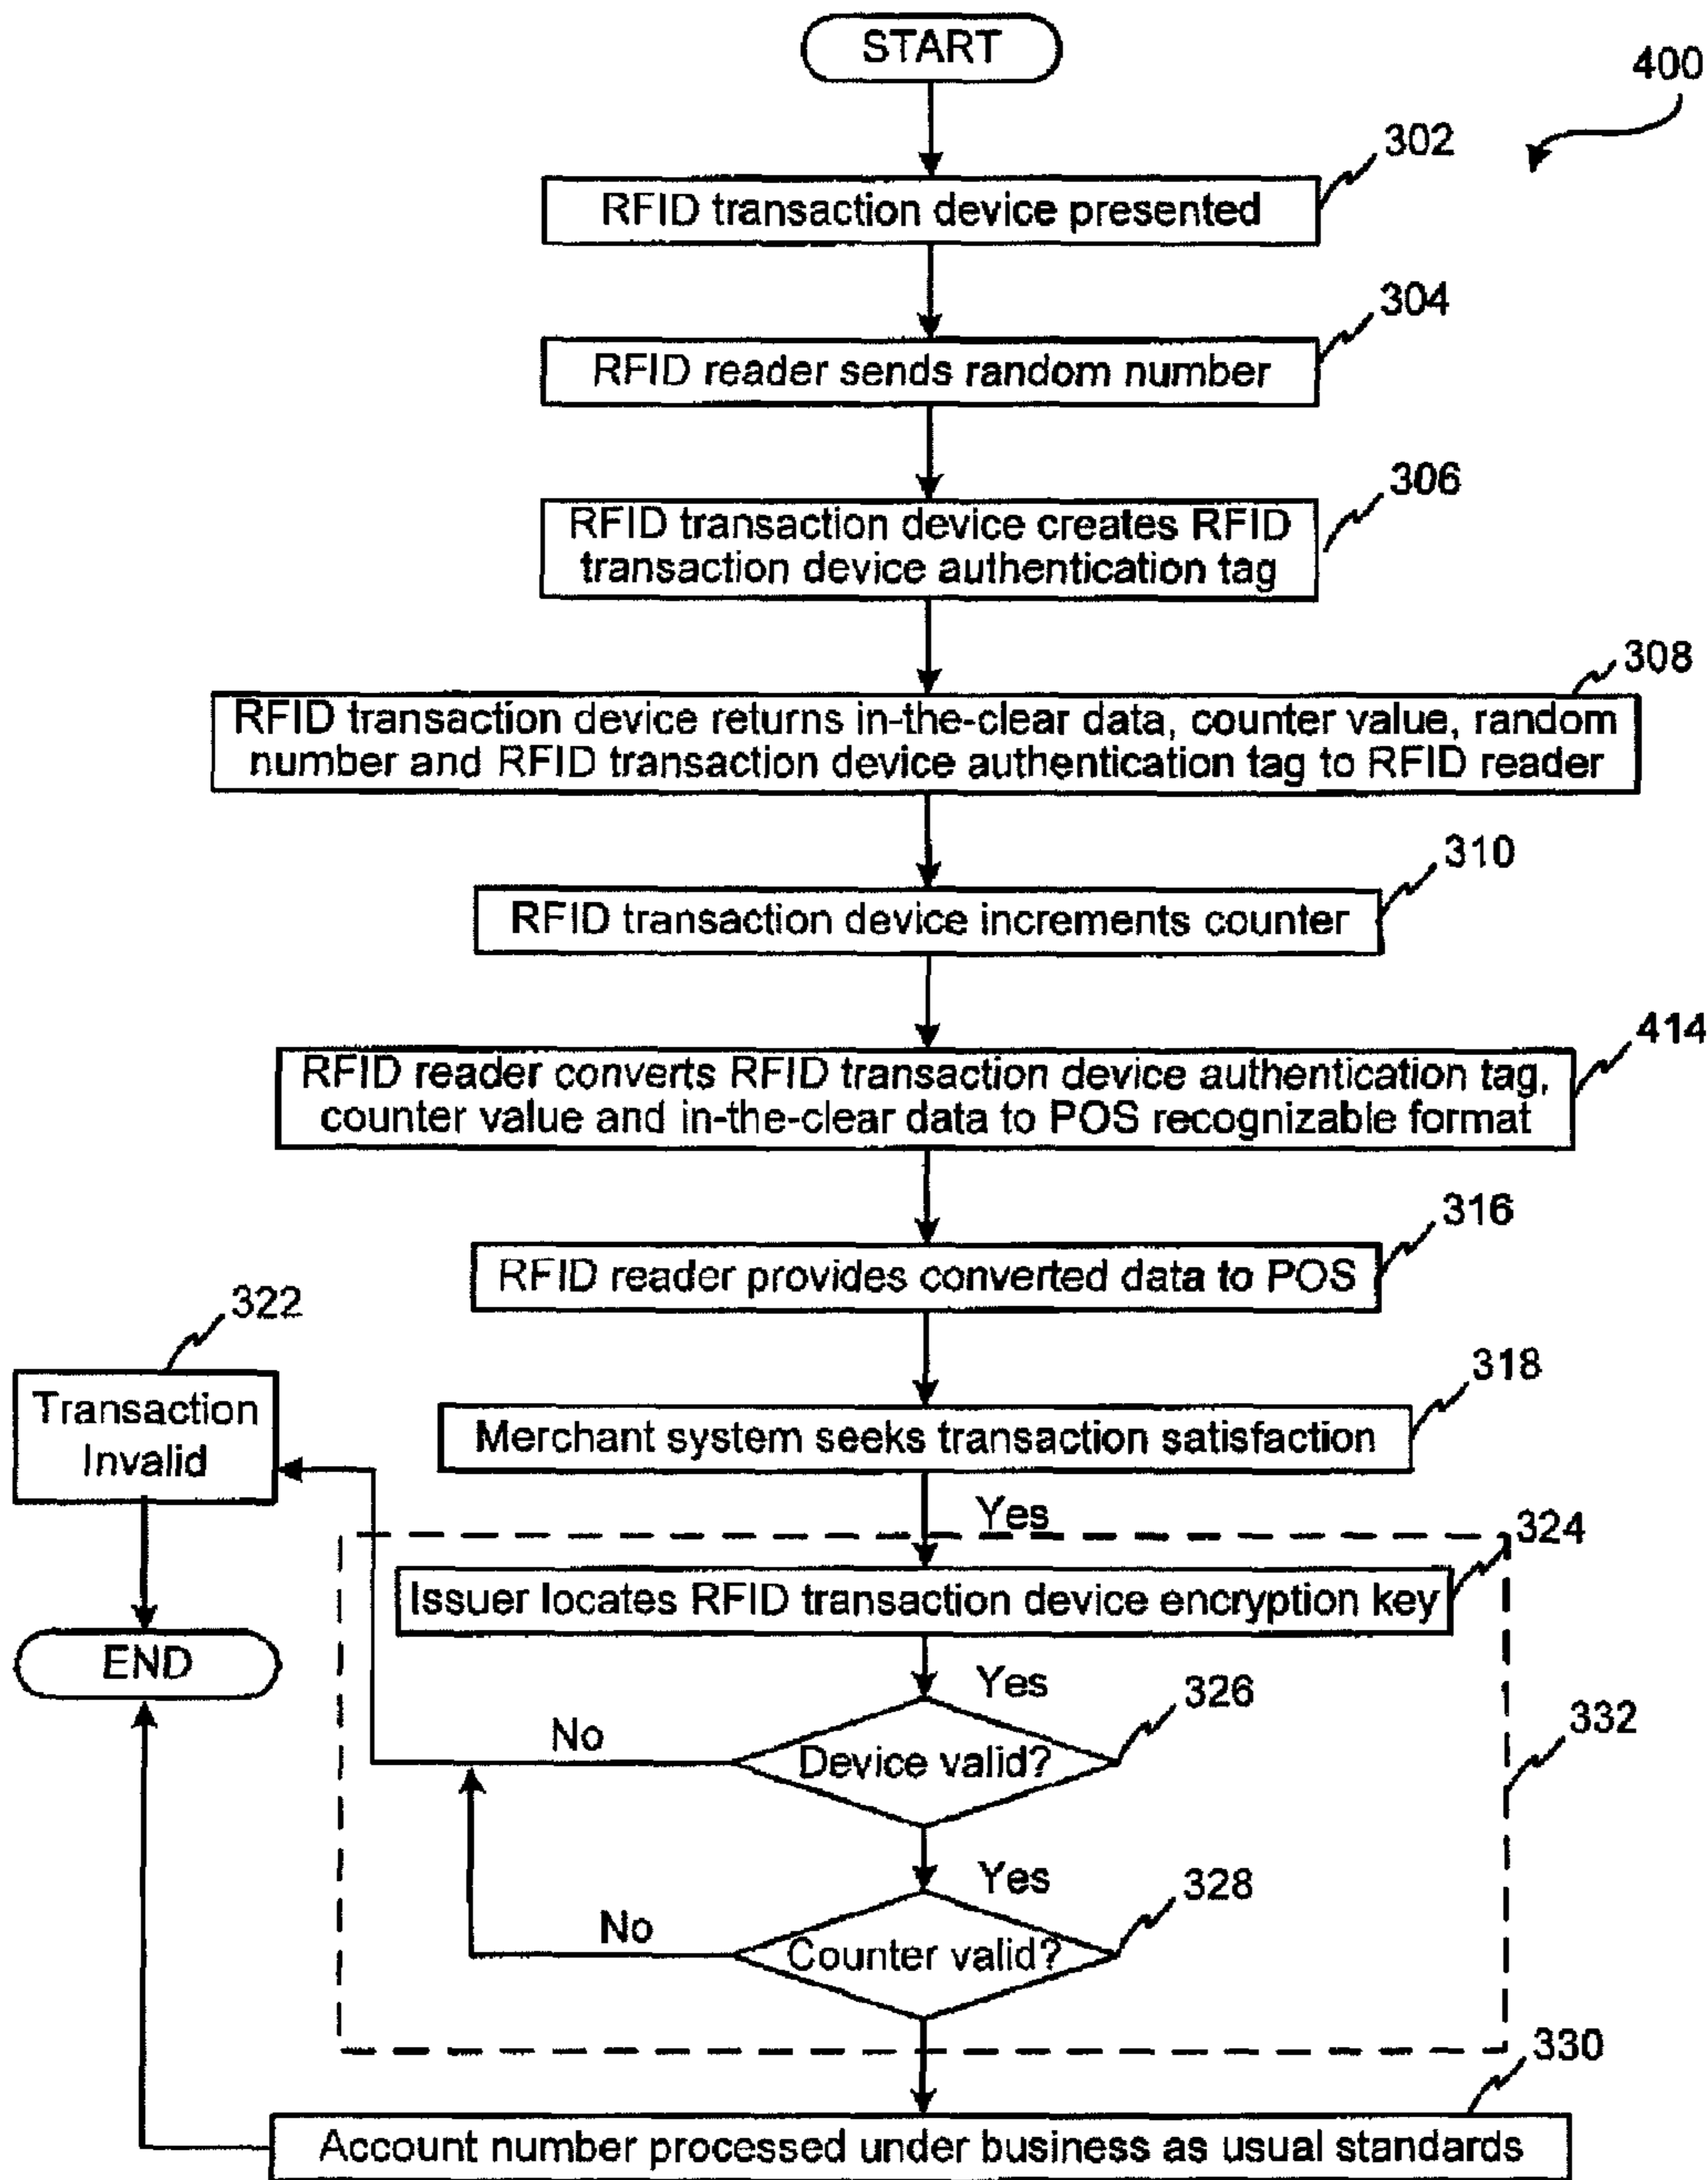 START
400
302
RFID transaction device presented
304
RFID reader sends random number
306
RFID transaction device creates RFID
transaction device authentication tag
308
RFID transaction device returns in-the-clear data, counter value, random
number and RFID transaction device authentication tag to RFID reader
310
RFID transaction device increments counter
414
RFID reader converts RFID transaction device authentication tag,
counter value and in-the-clear data to POS recognizable format
316
RFID reader provides converted data to POS
322
Transaction
Invalid
318
Merchant system seeks transaction satisfaction
Yes
324
Issuer locates RFID transaction device encryption key
END
Yes
326
332
No
Device valid?
Yes
328
No
Counter valid?
330
Account number processed under business as usual standards